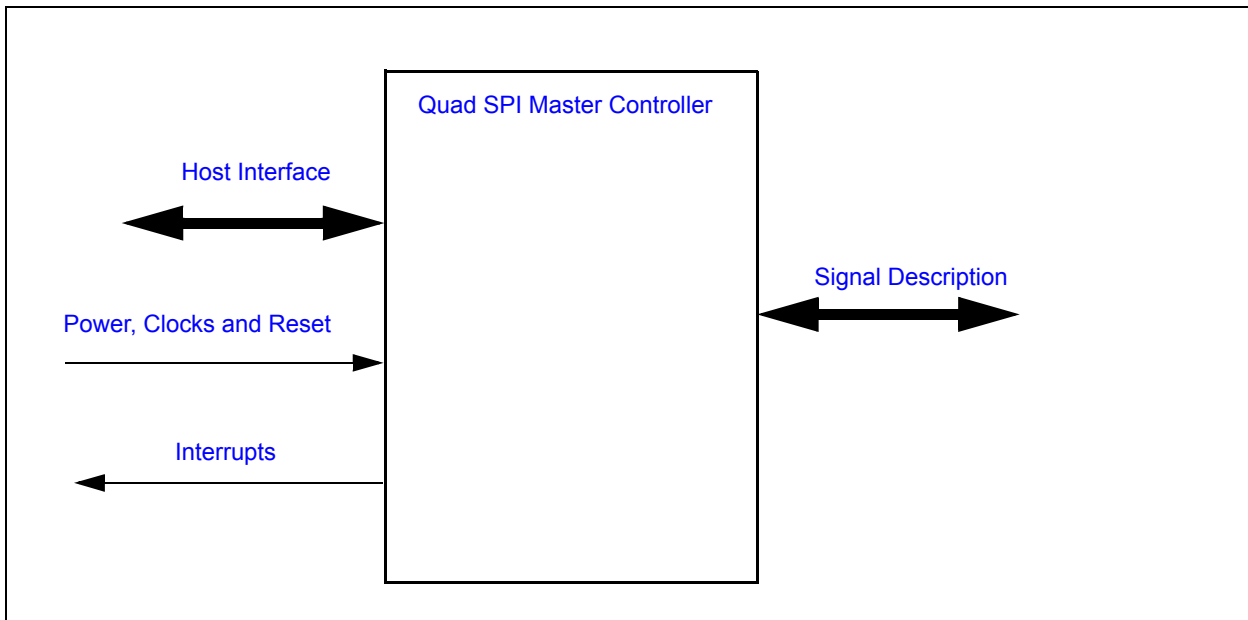 Quad SPI Master Controller
Host Interface
Signal Description
Power, Clocks and Reset
Interrupts